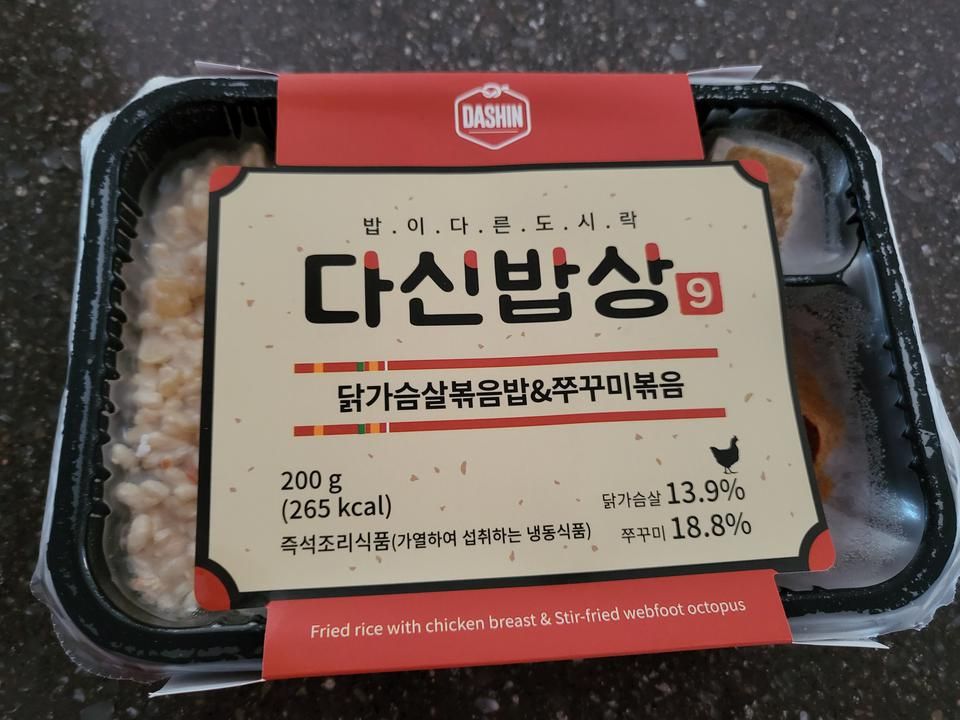 DASHIN
밥.이.다.른.도.시.락
다신밥상 9
닭가슴살볶음밥&쭈꾸미볶음
200 g
(265 kcal)
즉석조리식품(가열하여 섭취하는 냉동식품)
닭가슴살 13.9%
쭈꾸미 18.8%
Fried rice with chicken breast & Stir-fried webfoot octopus